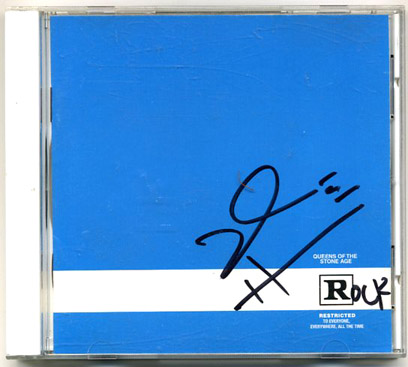 QUEENS OF THE
STONE AGE
ROCK
RESTRICTED
TO EVERYONE,
EVERYWHERE, ALL THE TIME